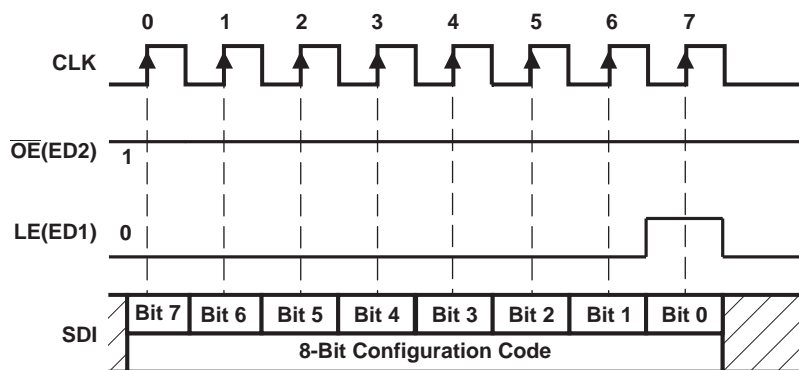 0 1 2 3 4 5 6 7
CLK
OE(ED2) 1
LE(ED1) 0
SDI
Bit 7 Bit 6 Bit 5 Bit 4 Bit 3 Bit 2 Bit 1 Bit 0
8-Bit Configuration Code